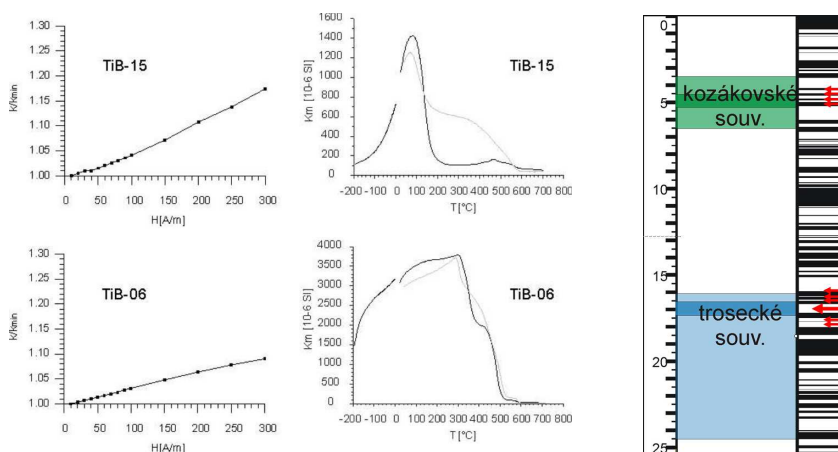 1.30
1.25
1.20
1.15
1.10
1.05
1.00
k/kmin
TiB-15
0 50 100 150 200 250 300
H[A/m]
1600
1400
1200
1000
800
600
400
200
0
km [10-6 SI]
TiB-15
-200 -100 0 100 200 300 400 500 600 700 800
T [°C]
1.30
1.25
1.20
1.15
1.10
1.05
1.00
k/kmin
TiB-06
0 50 100 150 200 250 300
H[A/m]
4000
3500
3000
2500
2000
1500
1000
500
0
Km [10-6 SI]
TiB-06
-200 -100 0 100 200 300 400 500 600 700 800
T [°C]
0
kozákovské
5
souv.
10
15
trosecké
souv.
20
25